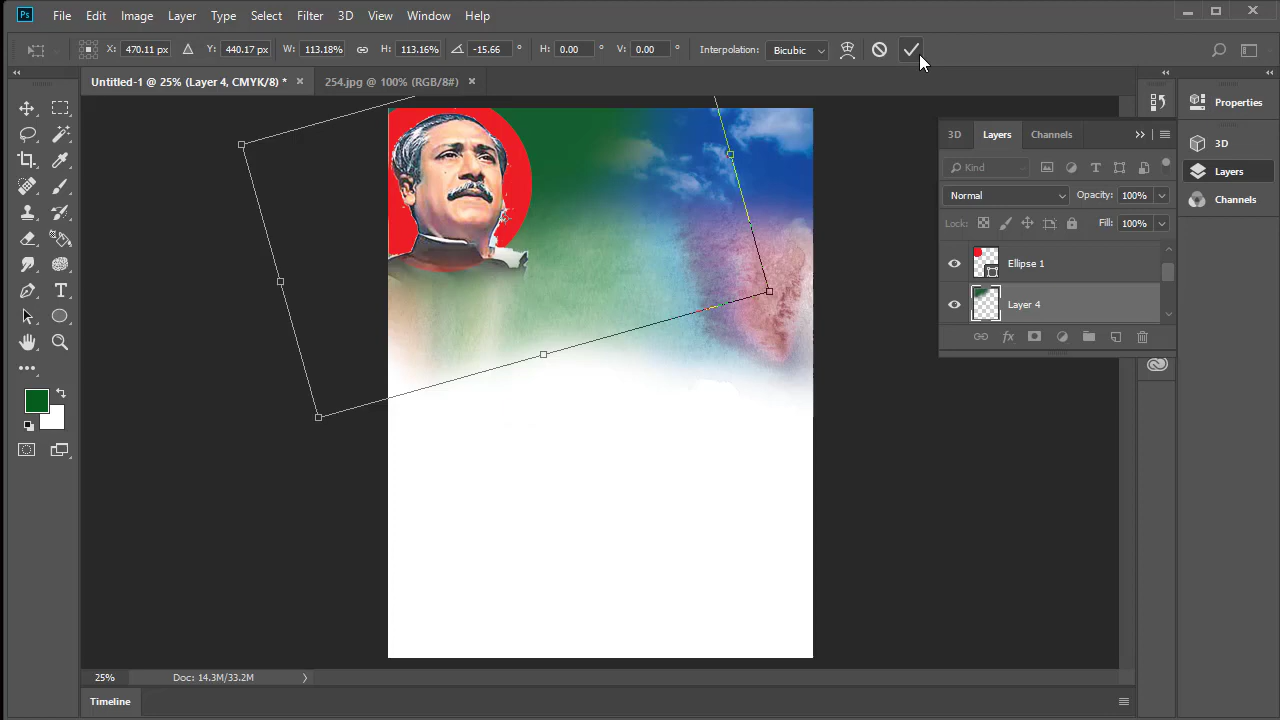 Ps File Edit Image Layer Type Select Filter 3D View Window Help
X: 470.11 px Y: 440.17 px W: 113.18% H: 113.16% -15.66 ° H: 0.00 ° V: 0.00 ° Interpolation: Bicubic
Untitled-1 @ 25% (Layer 4, CMYK/8) * 254.jpg @ 100% (RGB/8#)
3D Layers Channels
Kind
Normal Opacity: 100%
Lock: Fill: 100%
Ellipse 1
Layer 4
Properties
3D
Layers
Channels
25% Doc: 14.3M/33.2M
Timeline